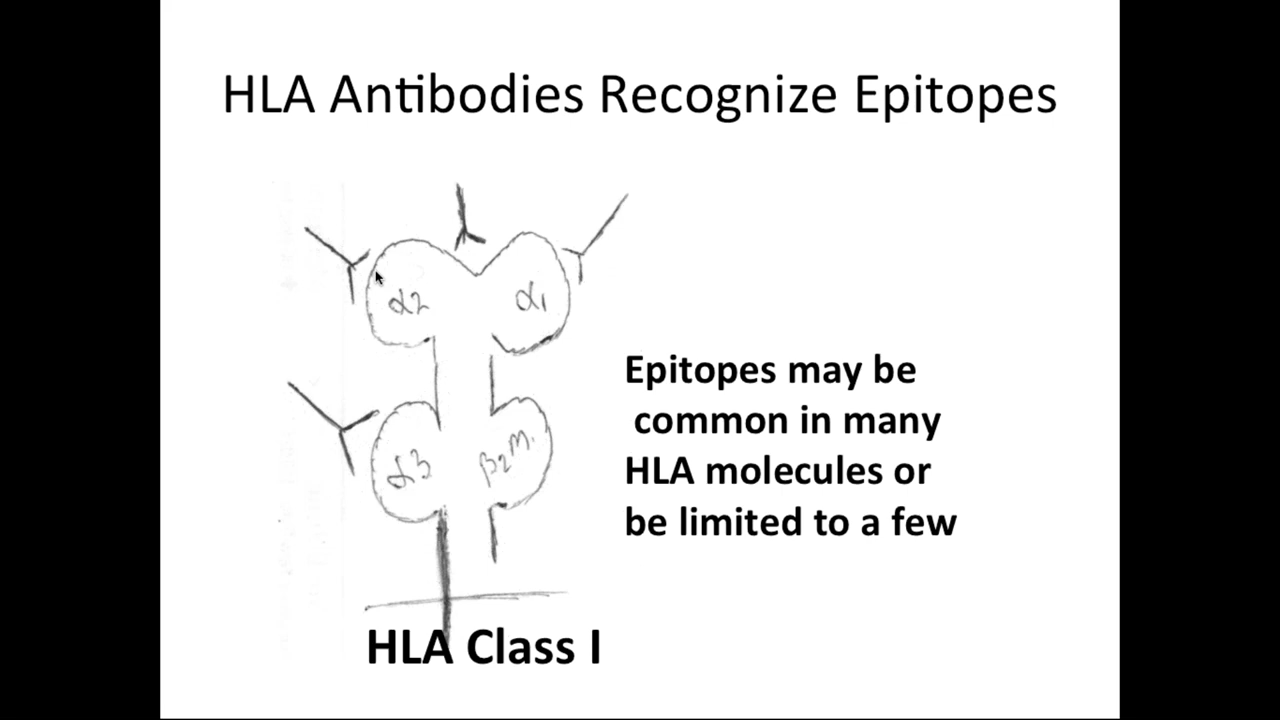 HLA Antibodies Recognize Epitopes
α2
α1
Epitopes may be
common in many
HLA molecules or
be limited to a few
α3
β2M.
HLA Class I